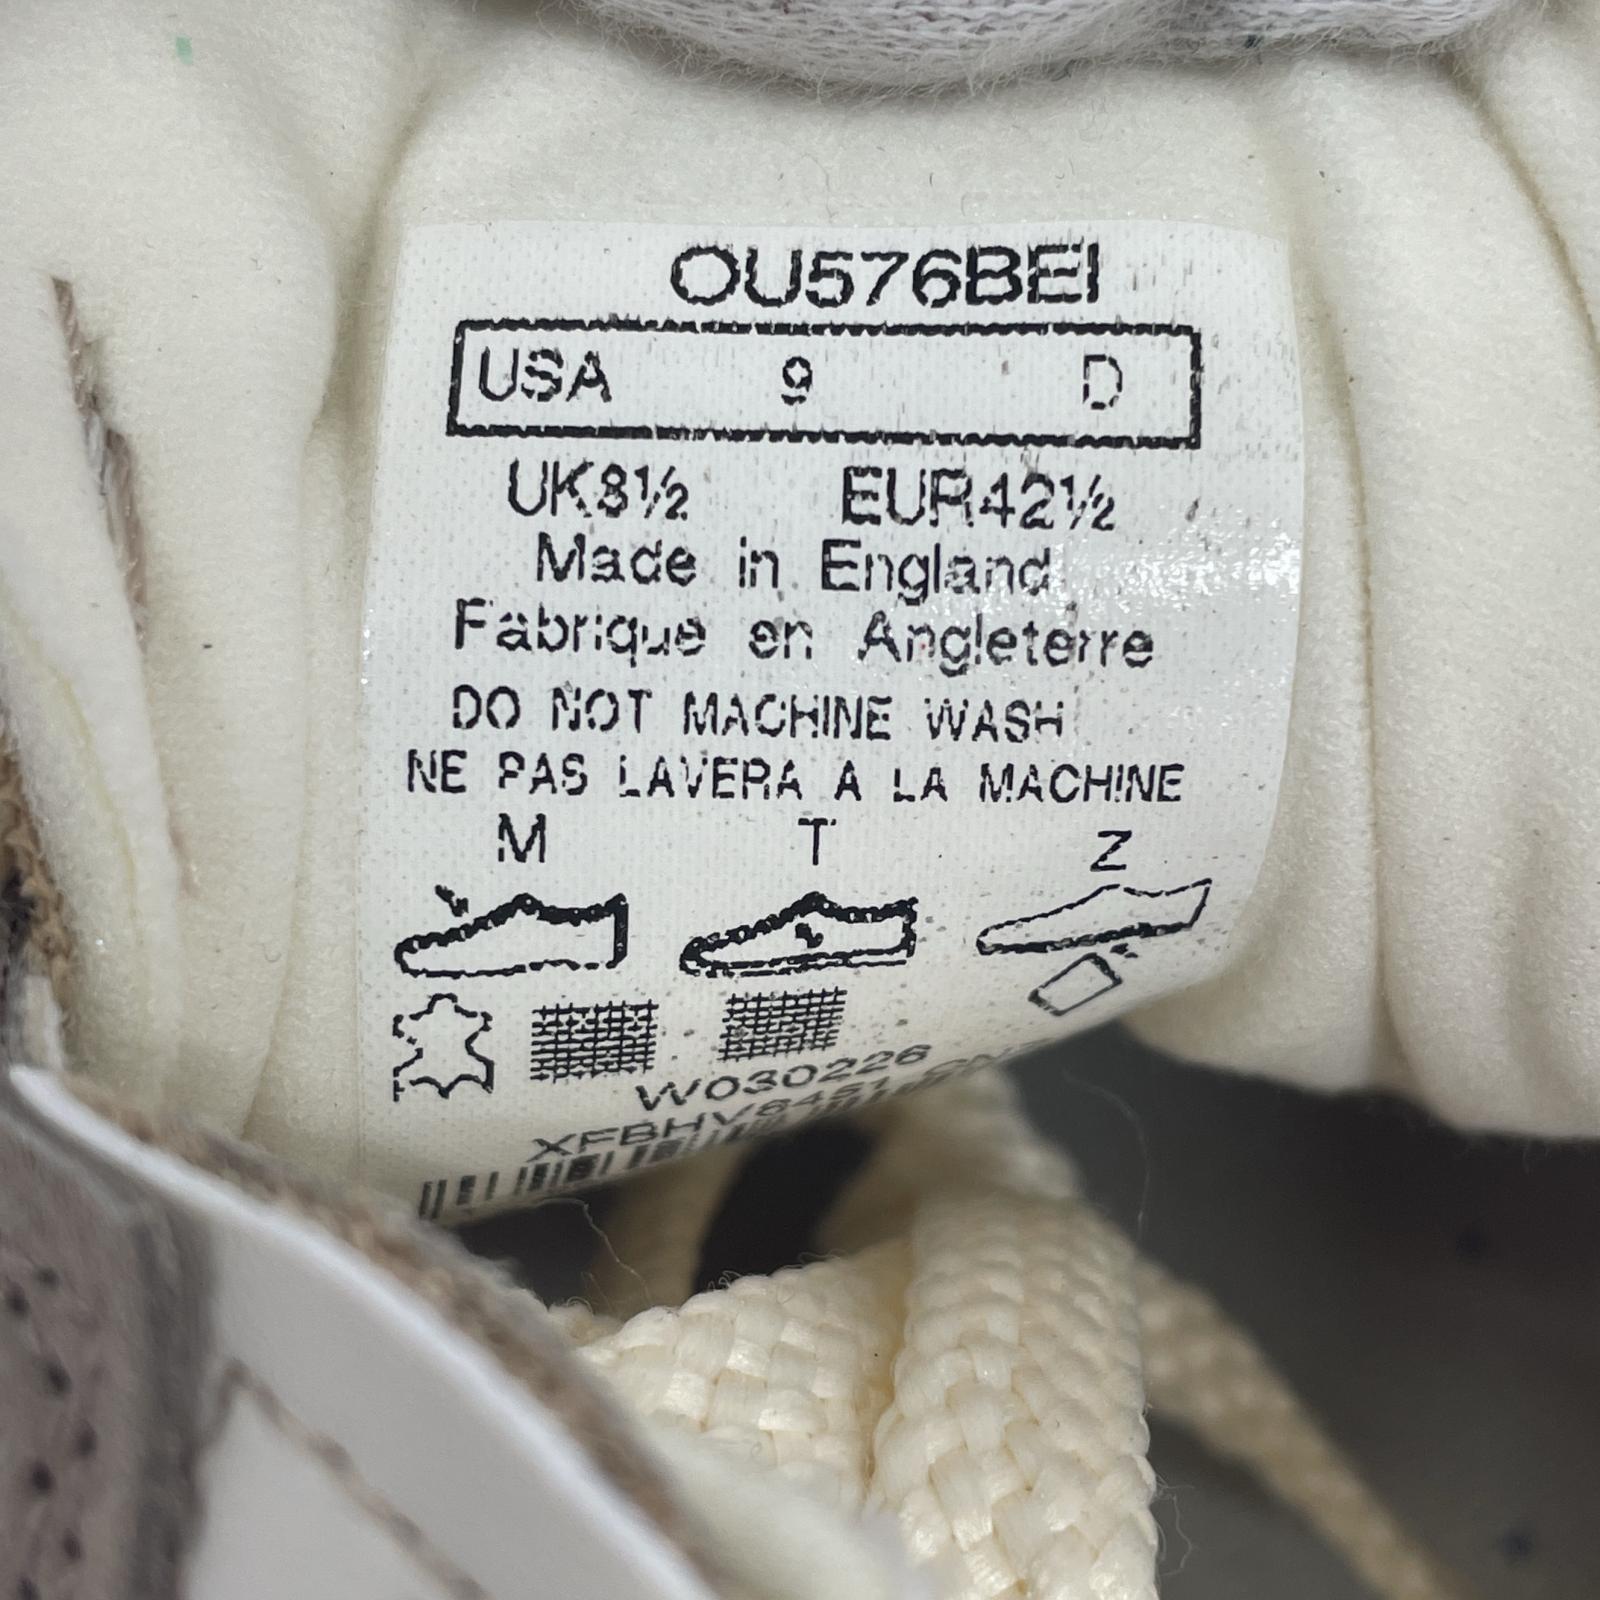 OU576BEI
USA 9 D
UK8½ EUR42½
Made in England
Fabrique en Angleterre
DO NOT MACHINE WASH
NE PAS LAVERA A LA MACHINE
M T Z
W030226